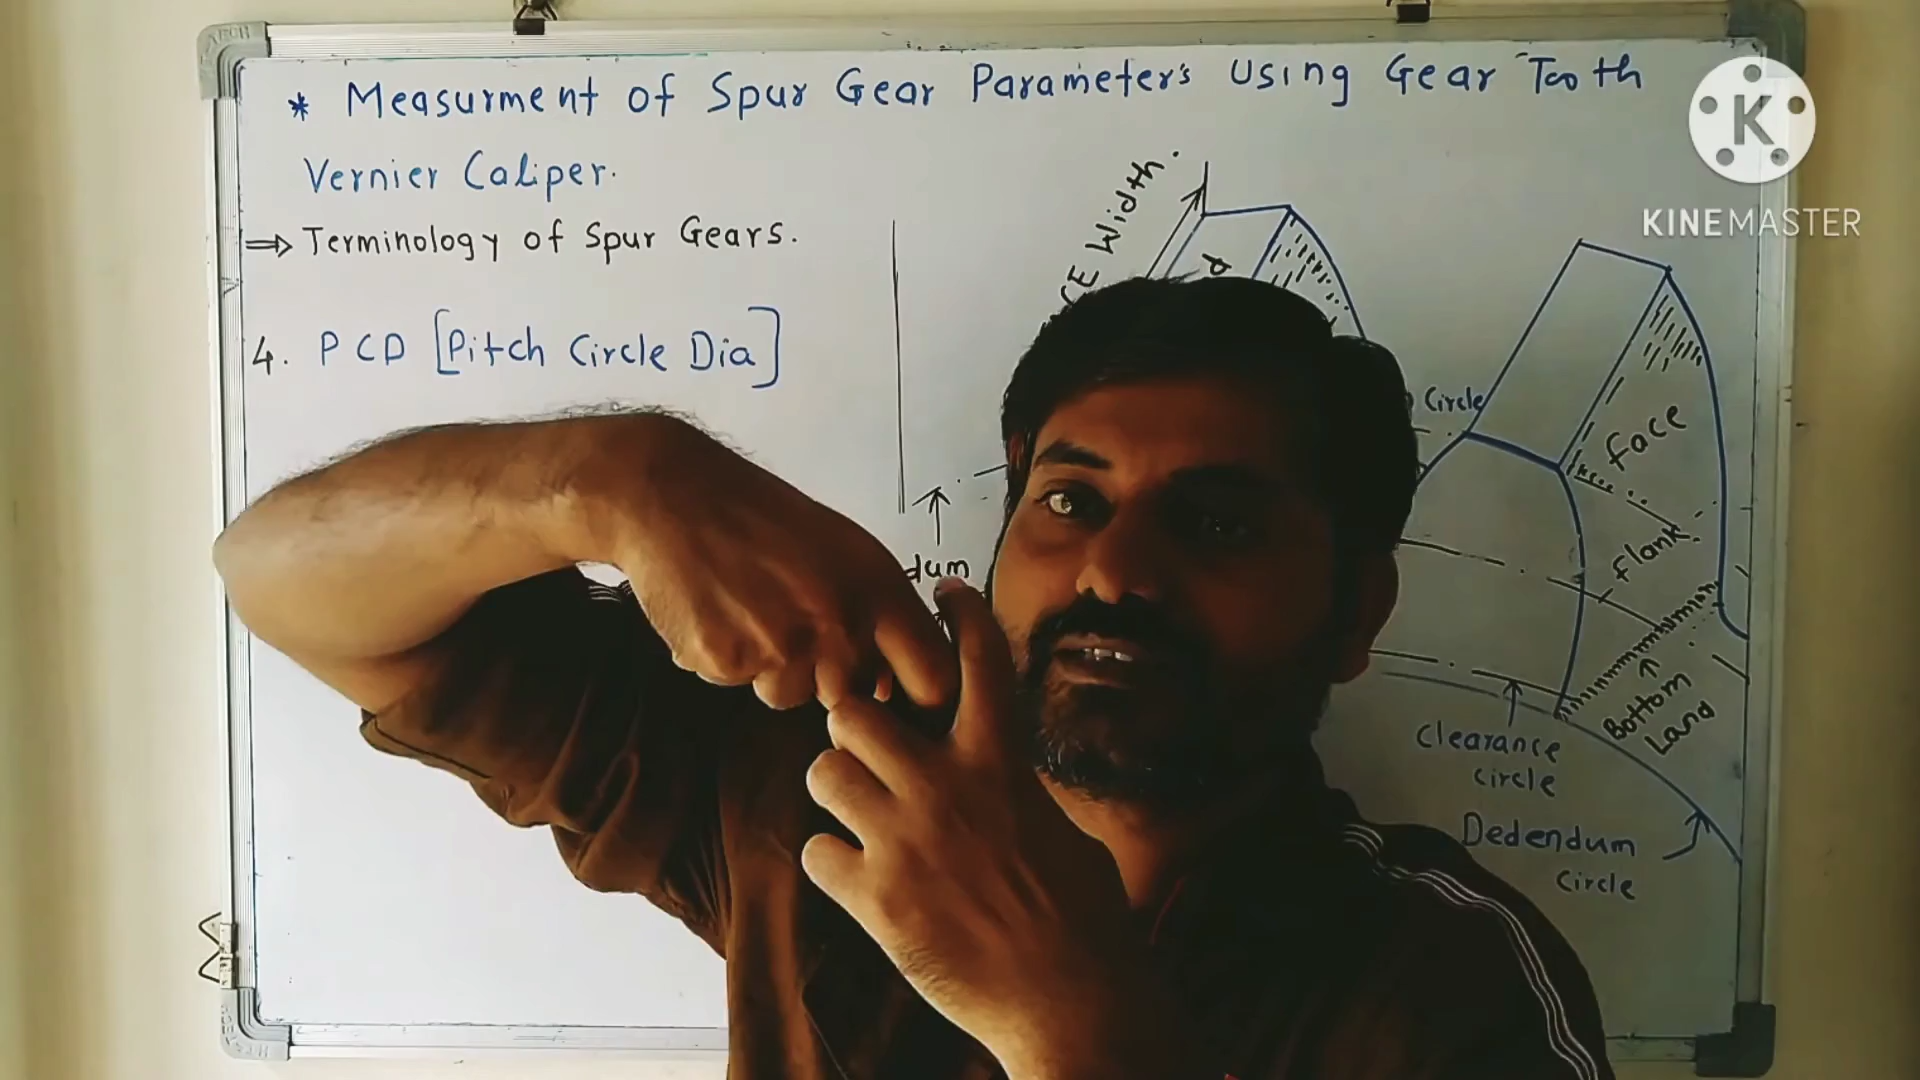 * Measurment of Spur Gear Parameter's Using Gear Tooth
Vernier Caliper.
⇒ Terminology of Spur Gears.
4. PCD [Pitch Circle Dia]
Width.
Circle
face
flank
Bottom
Land
Clearance
circle
Dedendum
circle
KINEMASTER
K